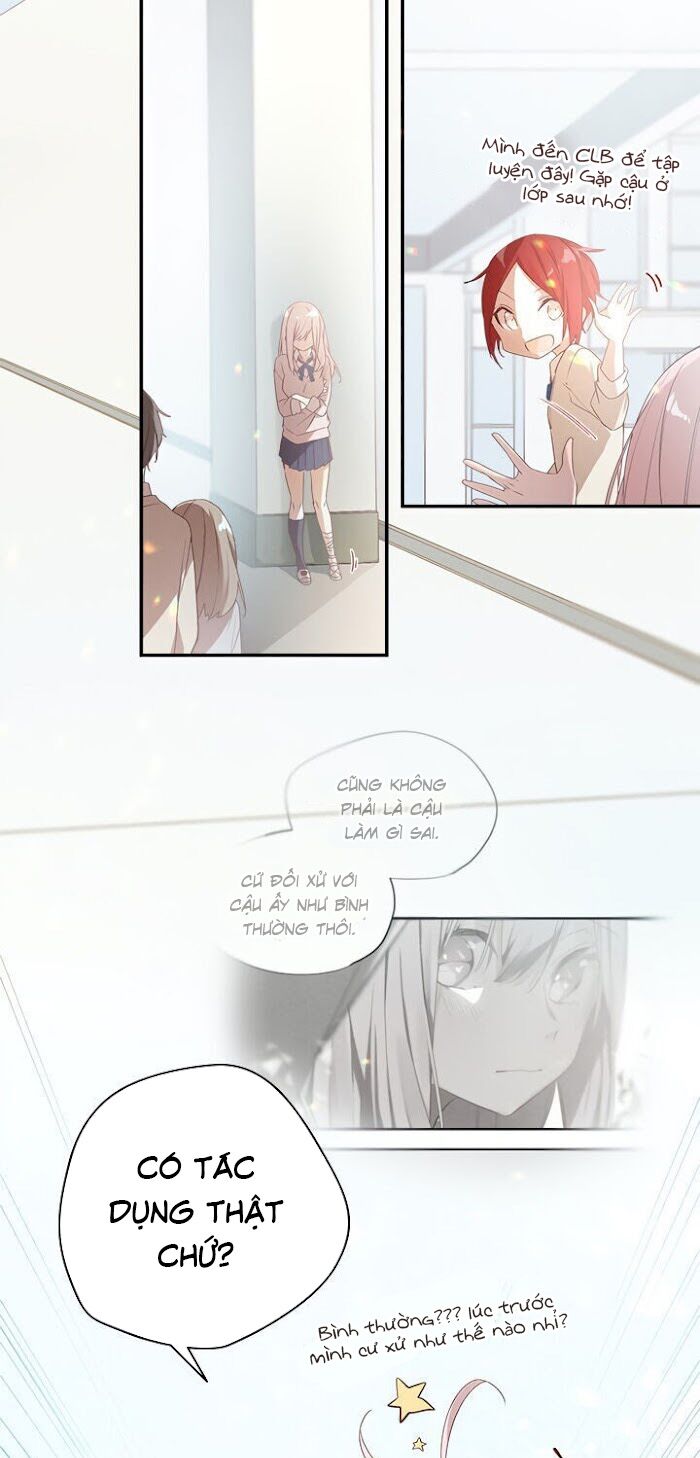 Mình đến CLB để tập
luyện đây! Gặp cậu ở
lớp sau nhớ!
CŨNG KHÔNG
PHẢI LÀ CẬU
LÀM GÌ SAI.
CỨ ĐỐI XỬ VỚI
CẬU ẤY NHƯ BÌNH
THƯỜNG THÔI.
CÓ TÁC
DỤNG THẬT
CHỨ?
Bình thường??? lúc trước
mình cư xử như thế nào nhỉ?